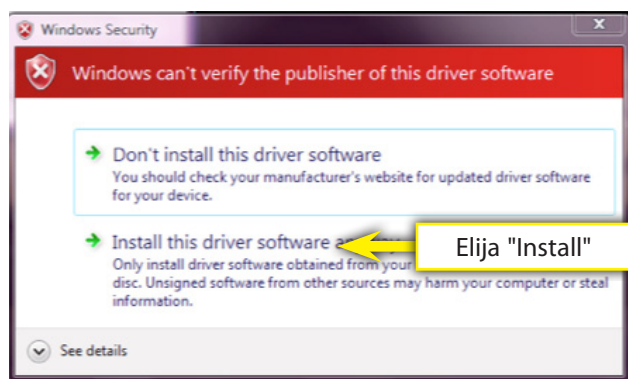 Windows Security
x
Windows can't verify the publisher of this driver software
Don't install this driver software
You should check your manufacturer's website for updated driver software
for your device.
Install this driver software
Elija "Install"
Only install driver software obtained from your
disc. Unsigned software from other sources may harm your computer or steal
information.
See details